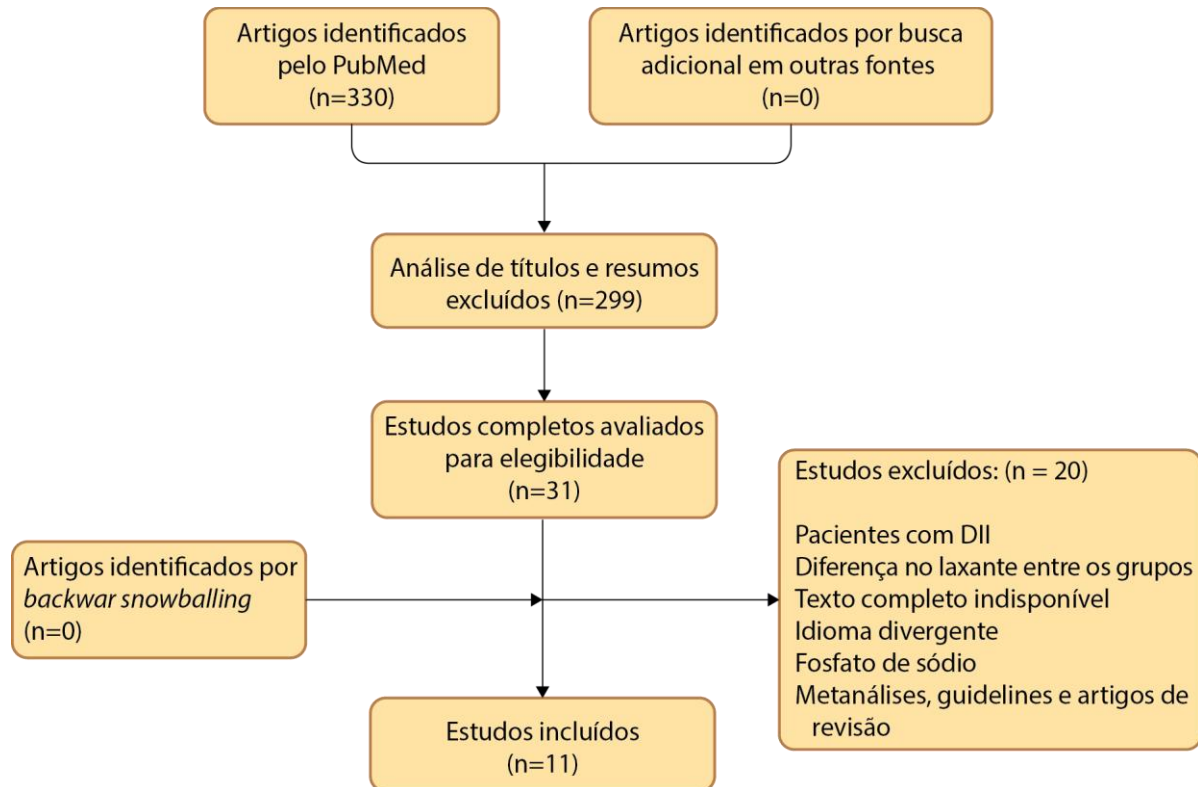 Artigos identificados
pelo PubMed
(n=330)
Artigos identificados por busca
adicional em outras fontes
(n=0)
Análise de títulos e resumos
excluídos (n=299)
Estudos completos avaliados
para elegibilidade
(n=31)
Estudos excluídos: (n = 20)
Pacientes com DII
Diferença no laxante entre os grupos
Texto completo indisponível
Idioma divergente
Fosfato de sódio
Metanálises, guidelines e artigos de
revisão
Artigos identificados por
backwar snowballing
(n=0)
Estudos incluídos
(n=11)